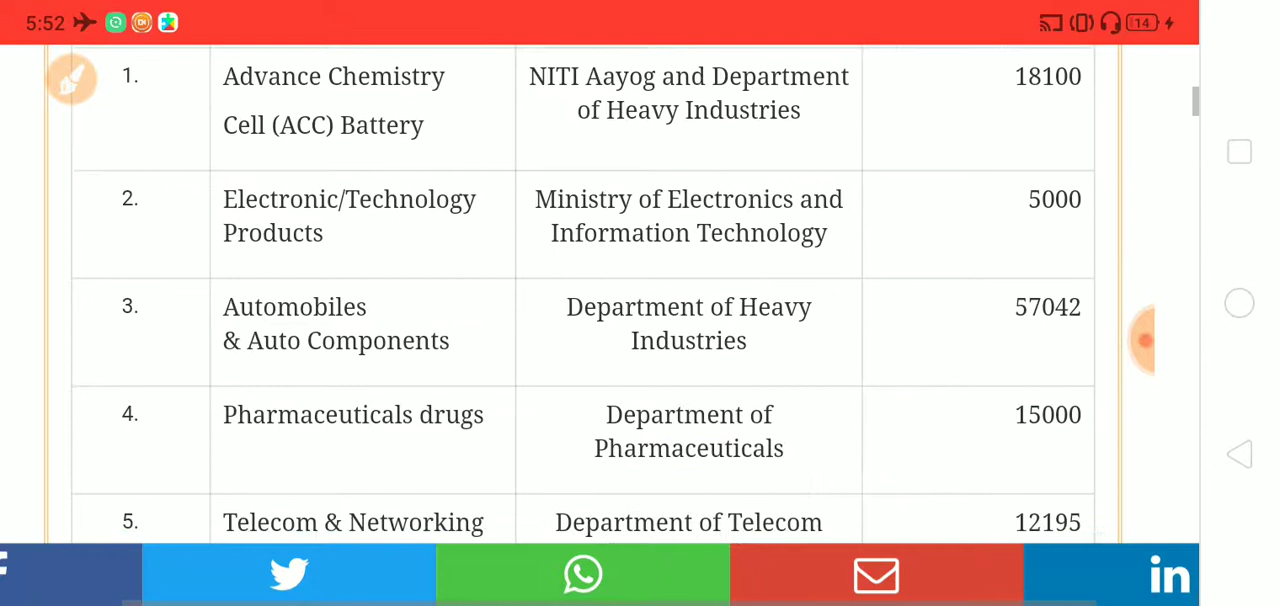 5:52
14
1.
Advance Chemistry
Cell (ACC) Battery
NITI Aayog and Department
of Heavy Industries
18100
2.
Electronic/Technology
Products
Ministry of Electronics and
Information Technology
5000
3.
Automobiles
& Auto Components
Department of Heavy
Industries
57042
4.
Pharmaceuticals drugs
Department of
Pharmaceuticals
15000
5.
Telecom & Networking
Department of Telecom
12195
in